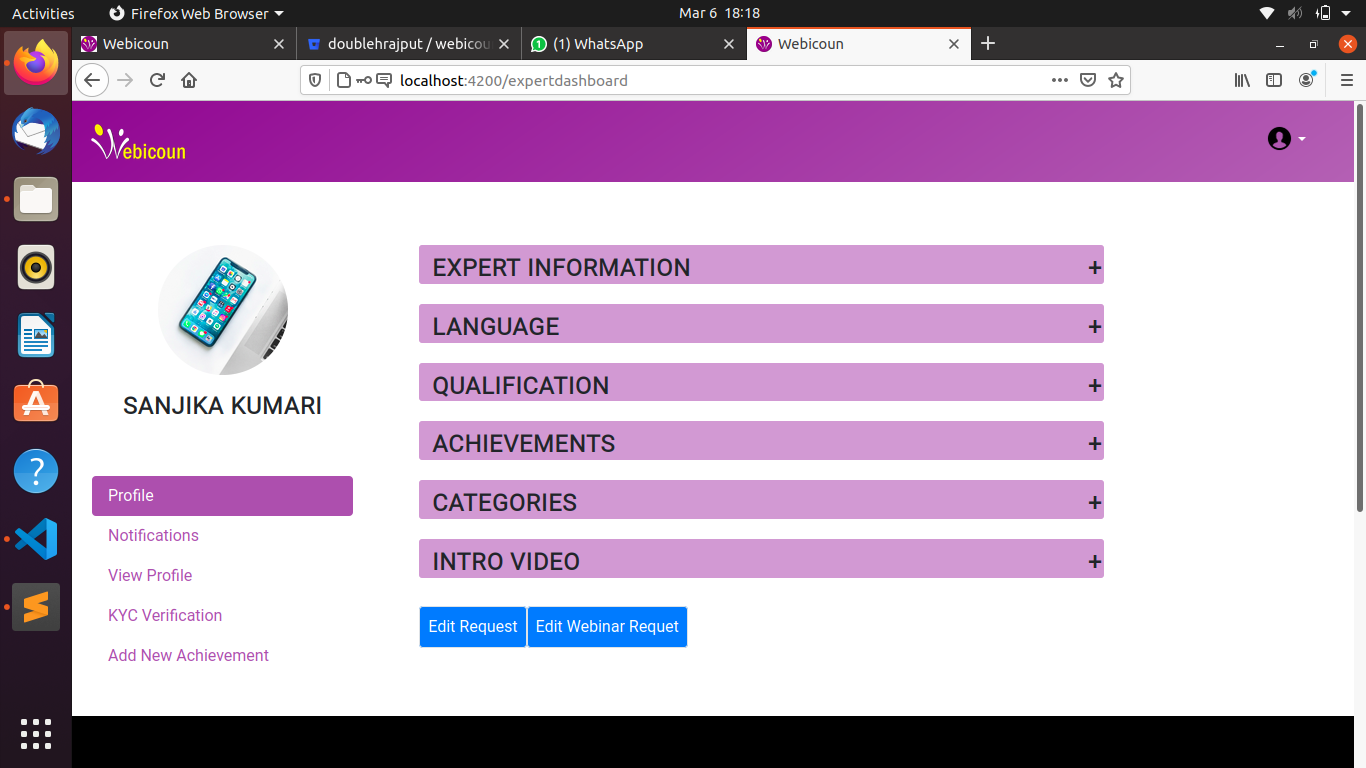 Activities Firefox Web Browser Mar 6 18:18
Webicoun doublehrajput / webicou (1) WhatsApp Webicoun
localhost:4200/expertdashboard
Webicoun
EXPERT INFORMATION +
LANGUAGE +
QUALIFICATION +
ACHIEVEMENTS +
CATEGORIES +
INTRO VIDEO +
Edit Request Edit Webinar Requet
SANJIKA KUMARI
Profile
Notifications
View Profile
KYC Verification
Add New Achievement